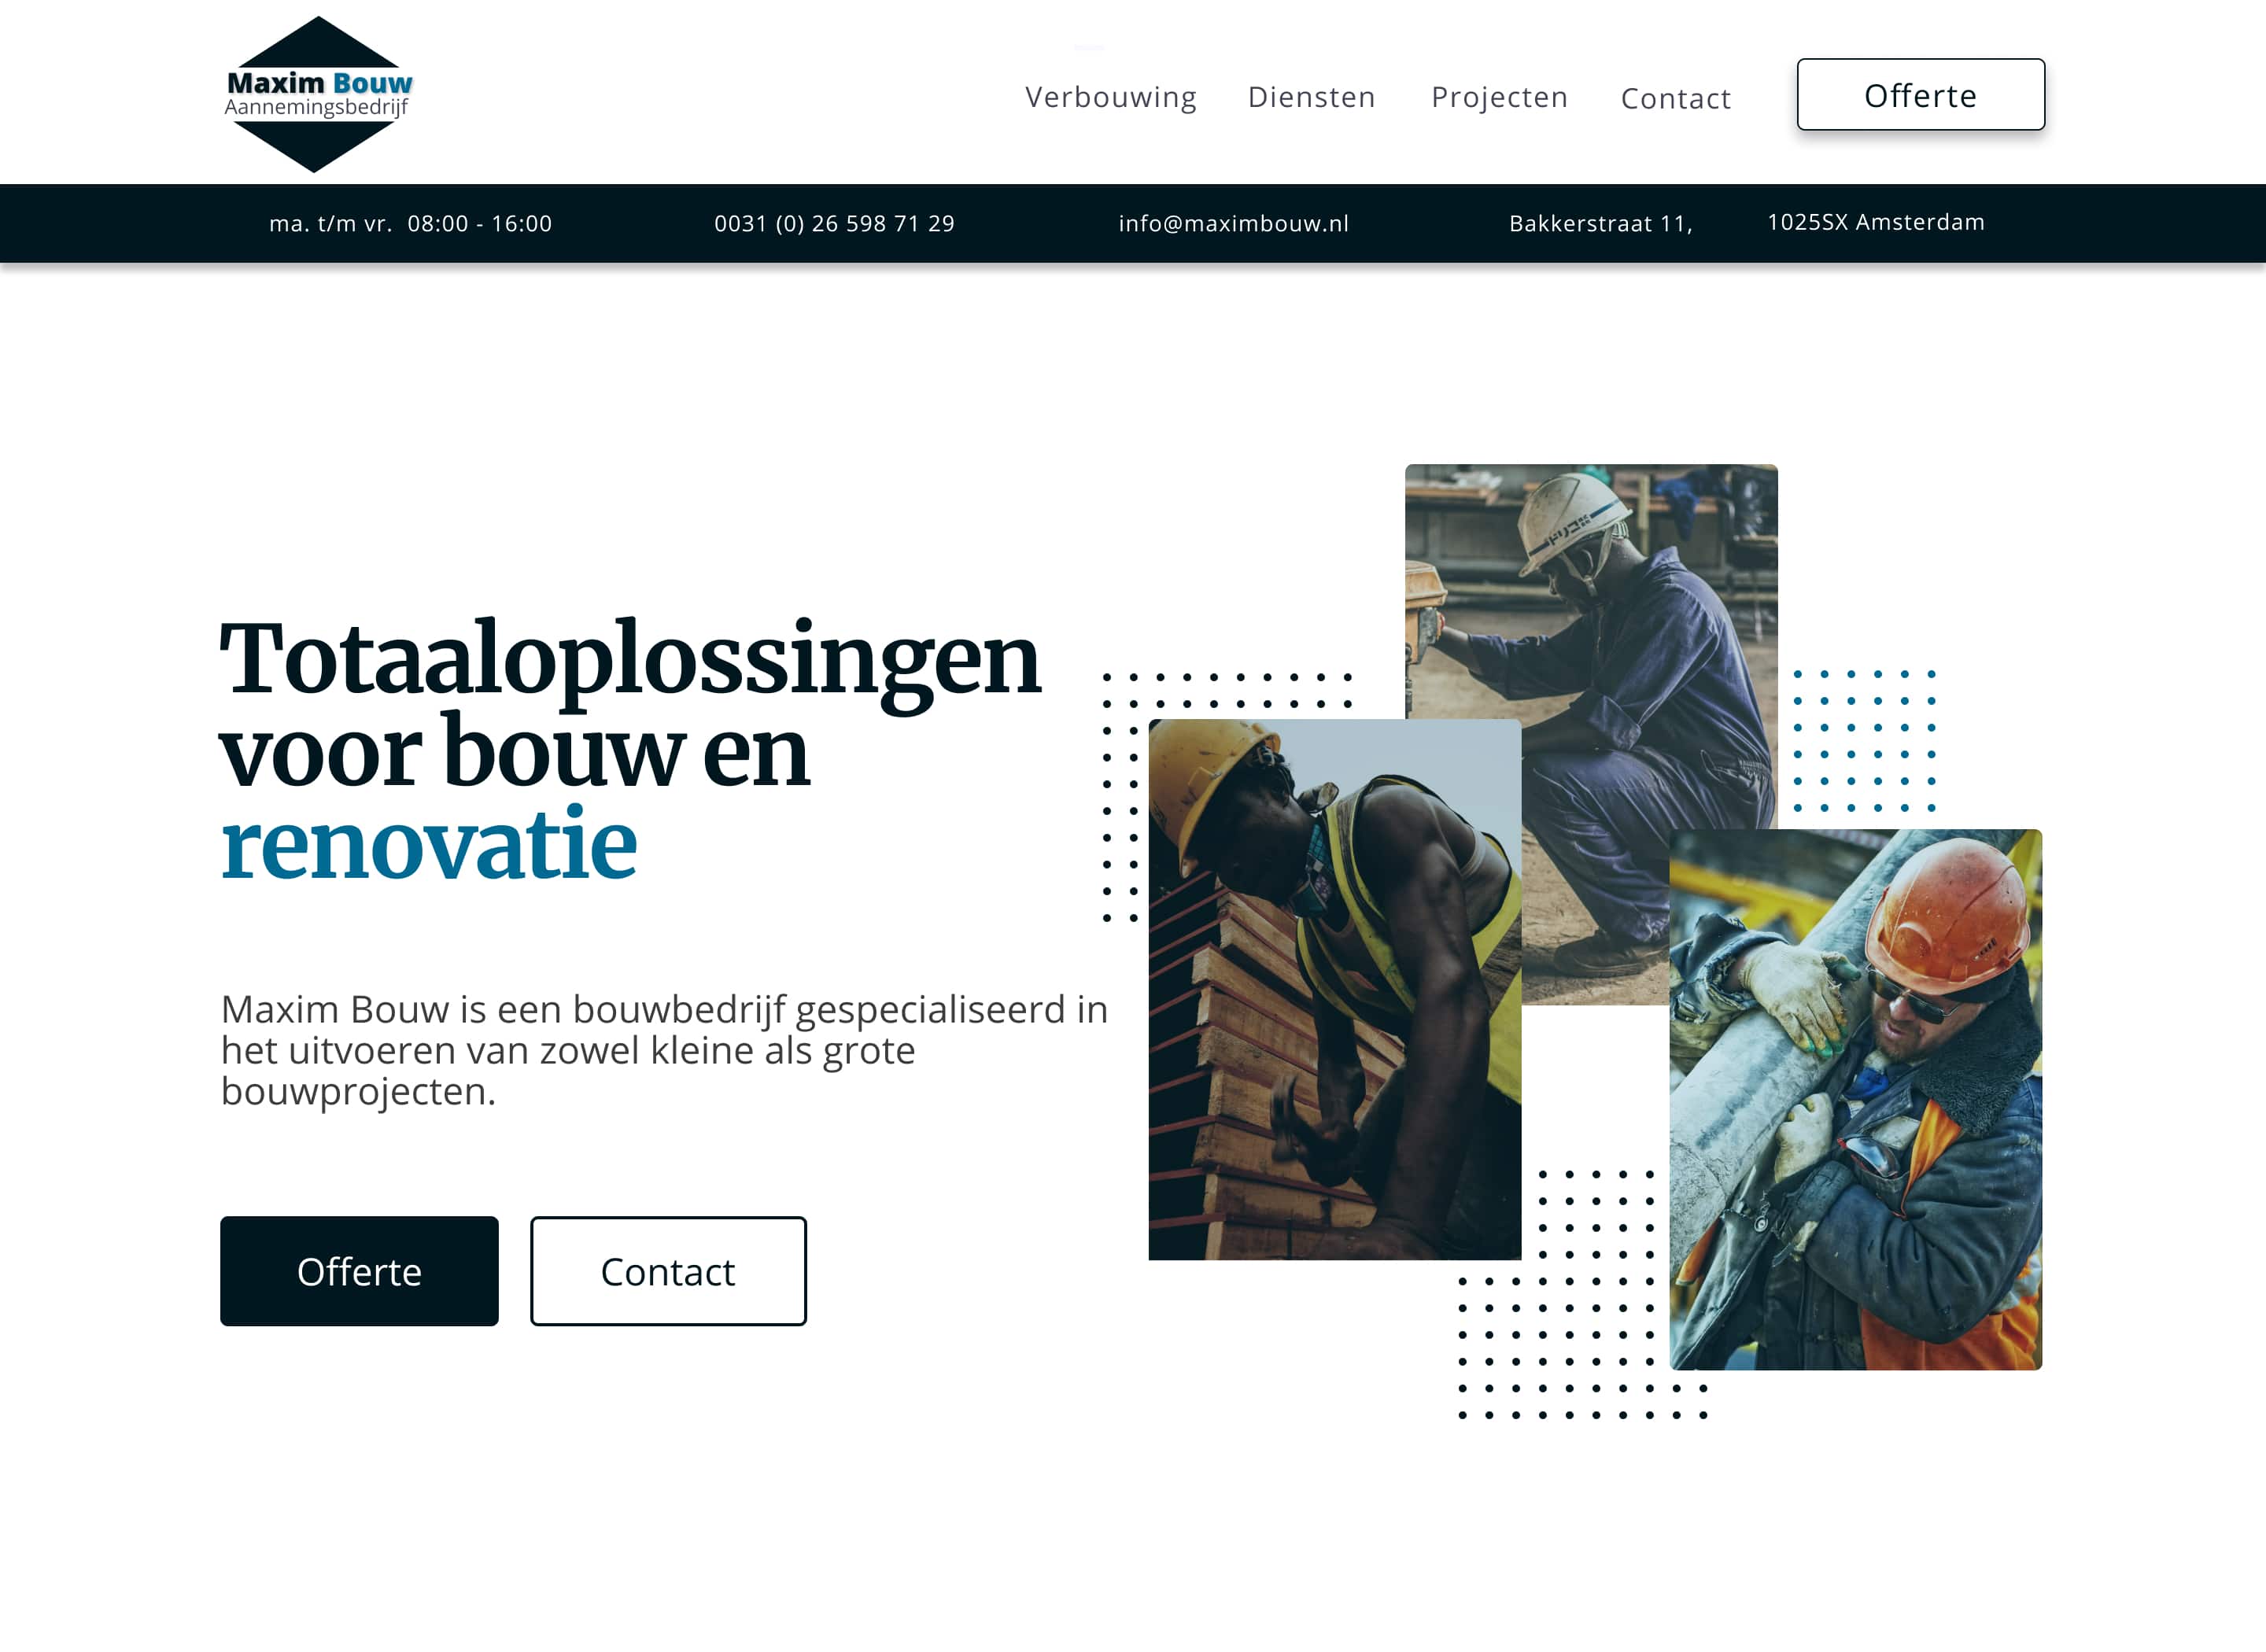 Maxim Bouw
Aannemingsbedrijf
Verbouwing
Diensten
Projecten
Contact
Offerte
ma. t/m vr.  08:00 - 16:00
0031 (0) 26 598 71 29
info@maximbouw.nl
Bakkerstraat 11,
1025SX Amsterdam
Totaaloplossingen
voor bouw en
renovatie
Maxim Bouw is een bouwbedrijf gespecialiseerd in
het uitvoeren van zowel kleine als grote
bouwprojecten.
Offerte
Contact